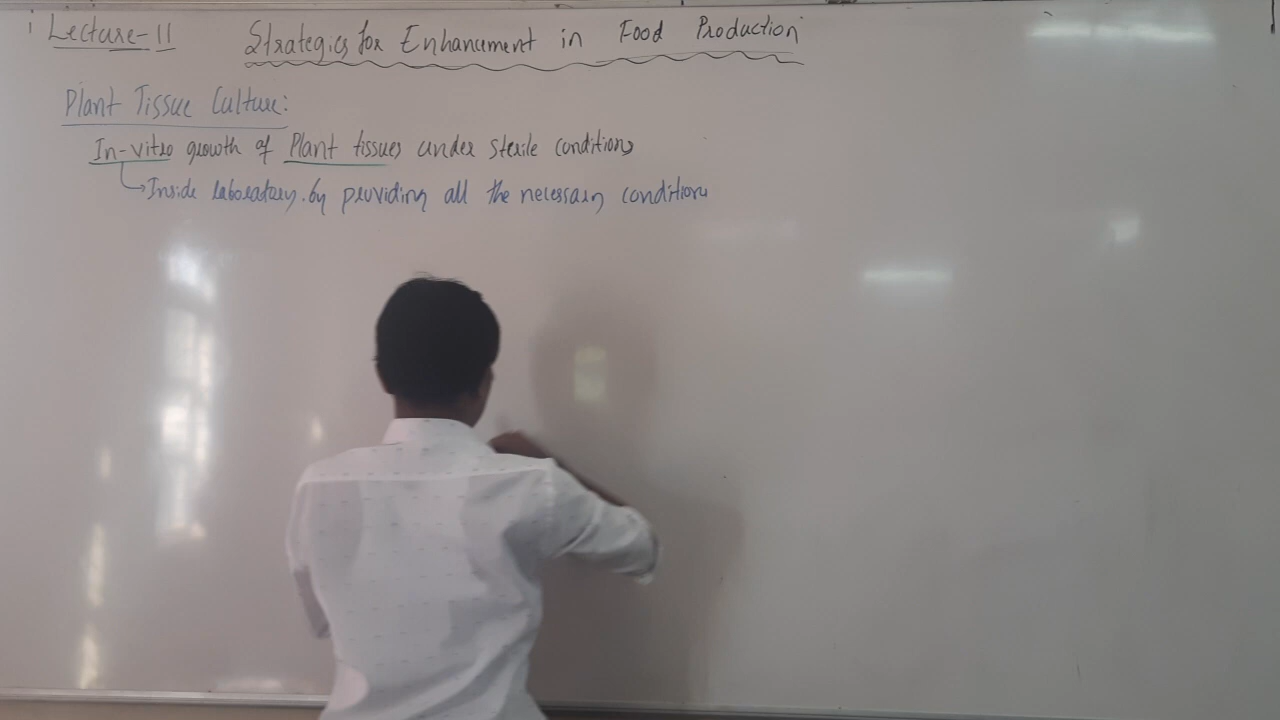 Lecture-11 Strategies for Enhancement in Food Production
Plant Tissue Culture:
In-vitro growth of Plant tissues under sterile conditions
Inside laboratory. by providing all the necessary conditions